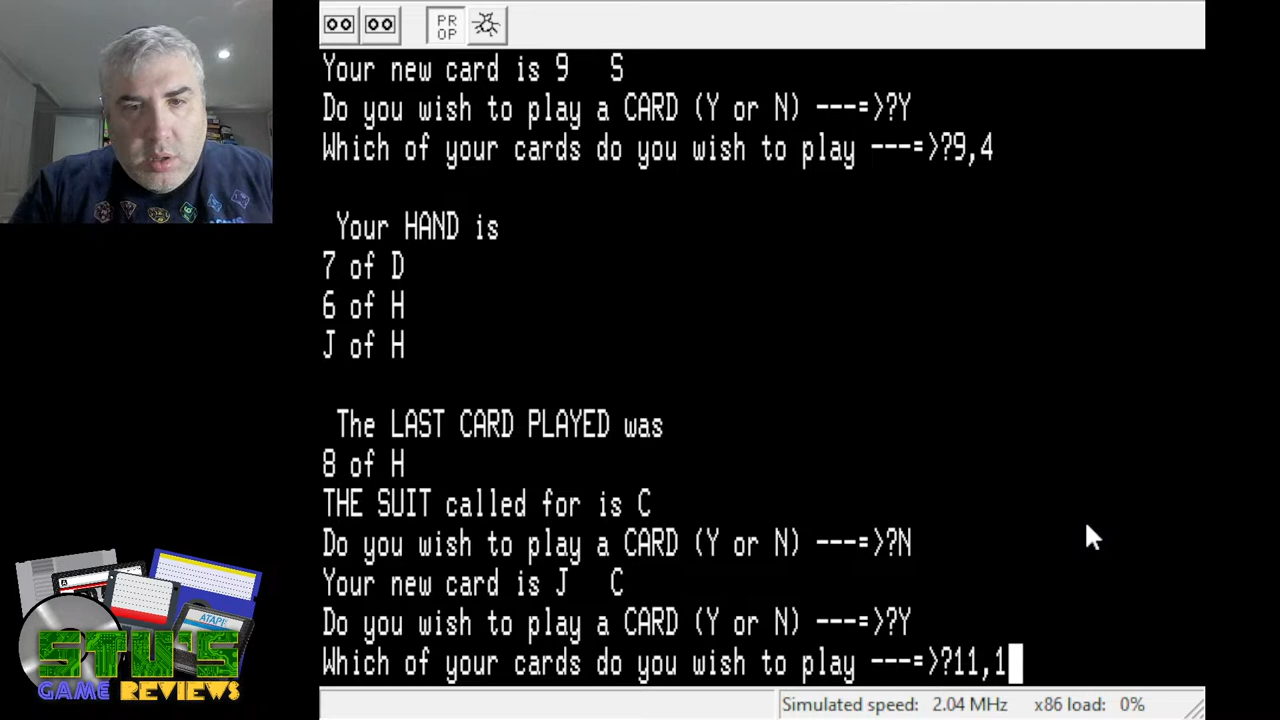 PR
OP
Your new card is 9 S
Do you wish to play a CARD (Y or N) ---=>?Y
Which of your cards do you wish to play ---=>?9,4
Your HAND is
7 of D
6 of H
J of H
The LAST CARD PLAYED was
8 of H
THE SUIT called for is C
Do you wish to play a CARD (Y or N) ---=>?N
Your new card is J C
Do you wish to play a CARD (Y or N) ---=>?Y
Which of your cards do you wish to play ---=>?11,1
Simulated speed: 2.04 MHz x86 load: 0%
ATARI
STU'S
GAME REVIEWS